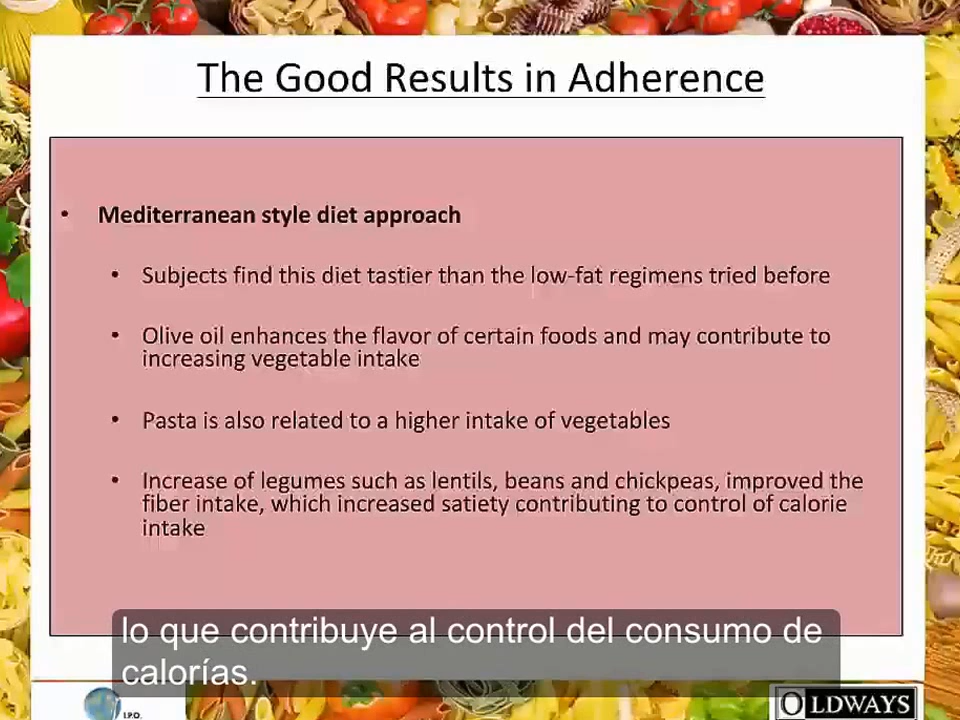 The Good Results in Adherence
• Mediterranean style diet approach
• Subjects find this diet tastier than the low-fat regimens tried before
• Olive oil enhances the flavor of certain foods and may contribute to
increasing vegetable intake
• Pasta is also related to a higher intake of vegetables
• Increase of legumes such as lentils, beans and chickpeas, improved the
fiber intake, which increased satiety contributing to control of calorie
intake
lo que contribuye al control del consumo de
calorías.
I.P.O.
OLDWAYS